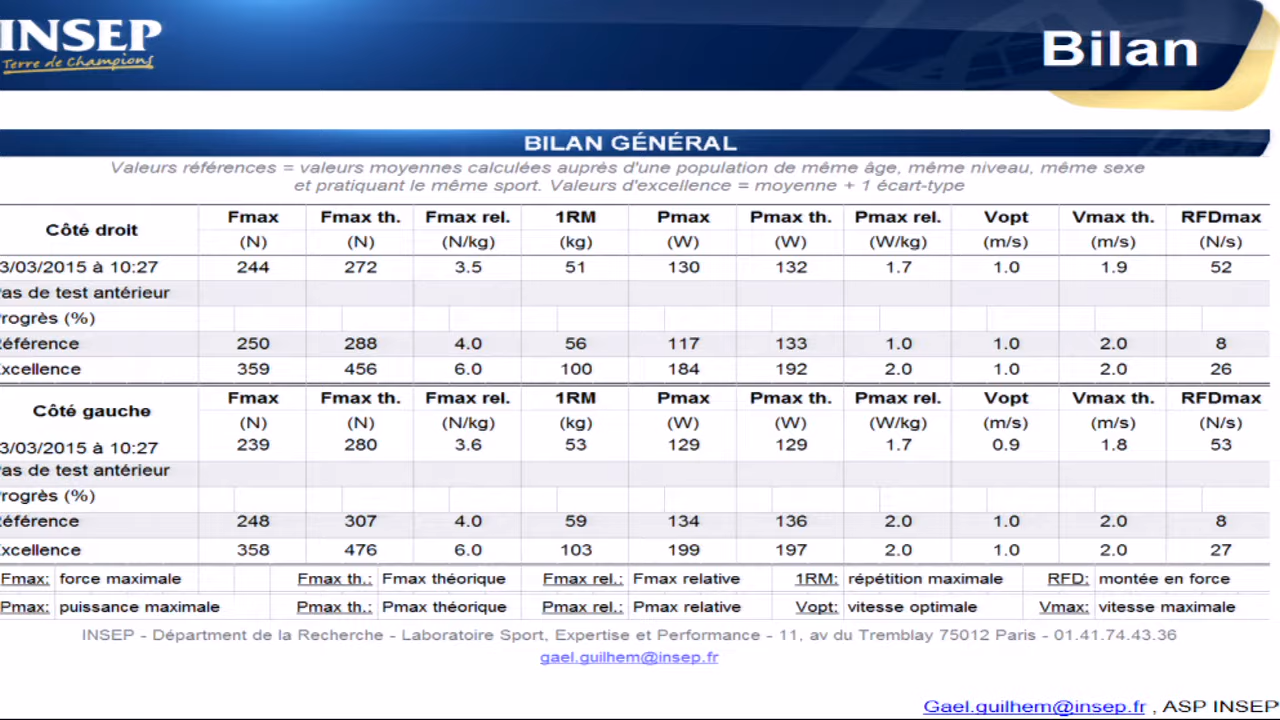 INSEP
Terre de Champions
Bilan
BILAN GÉNÉRAL
Valeurs références = valeurs moyennes calculées auprès d'une population de même âge, même niveau, même sexe
et pratiquant le même sport. Valeurs d'excellence = moyenne + 1 écart-type
Côté droit Fmax Fmax th. Fmax rel. 1RM Pmax Pmax th. Pmax rel. Vopt Vmax th. RFDmax
(N) (N) (N/kg) (kg) (W) (W) (W/kg) (m/s) (m/s) (N/s)
3/03/2015 à 10:27 244 272 3.5 51 130 132 1.7 1.0 1.9 52
as de test antérieur
rogrès (%)
éférence 250 288 4.0 56 117 133 1.0 1.0 2.0 8
xcellence 359 456 6.0 100 184 192 2.0 1.0 2.0 26
Côté gauche Fmax Fmax th. Fmax rel. 1RM Pmax Pmax th. Pmax rel. Vopt Vmax th. RFDmax
(N) (N) (N/kg) (kg) (W) (W) (W/kg) (m/s) (m/s) (N/s)
3/03/2015 à 10:27 239 280 3.6 53 129 129 1.7 0.9 1.8 53
as de test antérieur
rogrès (%)
éférence 248 307 4.0 59 134 136 2.0 1.0 2.0 8
xcellence 358 476 6.0 103 199 197 2.0 1.0 2.0 27
Fmax: force maximale Fmax th.: Fmax théorique Fmax rel.: Fmax relative 1RM: répétition maximale RFD: montée en force
Pmax: puissance maximale Pmax th.: Pmax théorique Pmax rel.: Pmax relative Vopt: vitesse optimale Vmax: vitesse maximale
INSEP - Départment de la Recherche - Laboratoire Sport, Expertise et Performance - 11, av du Tremblay 75012 Paris - 01.41.74.43.36
gael.guilhem@insep.fr
Gael.guilhem@insep.fr , ASP INSEP